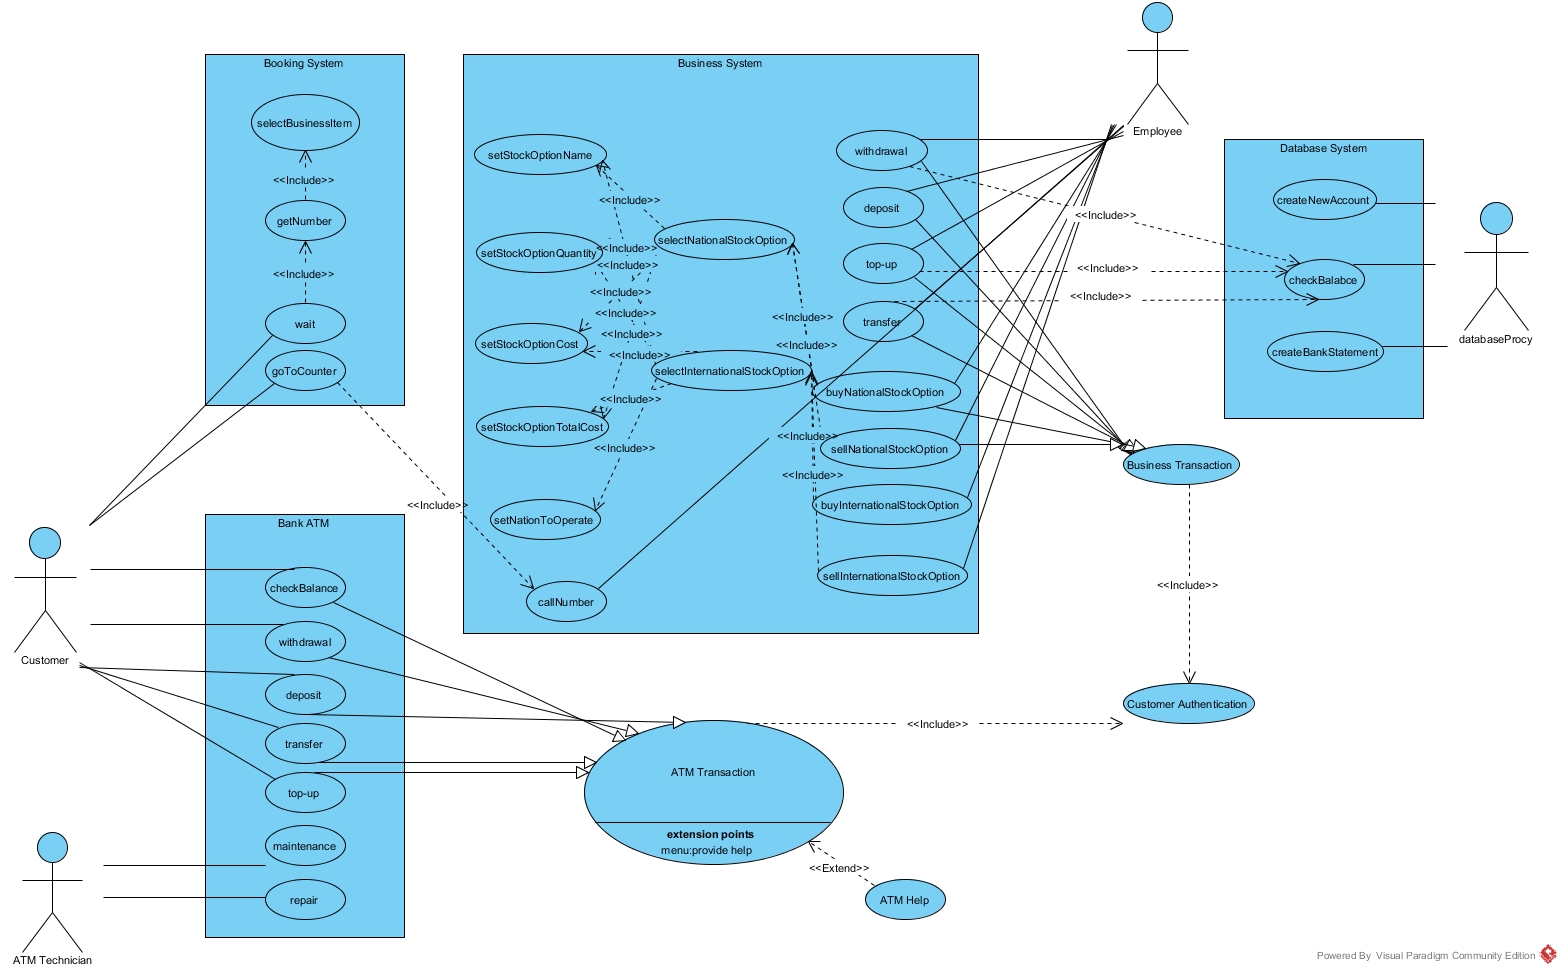 Employee
Booking System
Business System
selectBusinessItem
<<Include>>
getNumber
<<Include>>
wait
goToCounter
<<Include>>
setStockOptionName
<<Include>>
selectNationalStockOption
setStockOptionQuantity
<<Include>>
<<Include>>
<<Include>>
<<Include>>
<<Include>>
<<Include>>
setStockOptionCost
selectInternationalStockOption
<<Include>>
setStockOptionTotalCost
<<Include>>
setNationToOperate
callNumber
withdrawal
deposit
top-up
transfer
<<Include>>
<<Include>>
buyNationalStockOption
<<Include>>
sellNationalStockOption
<<Include>>
buyInternationalStockOption
sellInternationalStockOption
<<Include>>
<<Include>>
<<Include>>
Database System
createNewAccount
checkBalabce
createBankStatement
databaseProcy
Business Transaction
<<Include>>
Customer Authentication
Customer
Bank ATM
checkBalance
withdrawal
deposit
transfer
top-up
maintenance
repair
ATM Technician
ATM Transaction
extension points
menu:provide help
<<Include>>
<<Extend>>
ATM Help
Powered By Visual Paradigm Community Edition